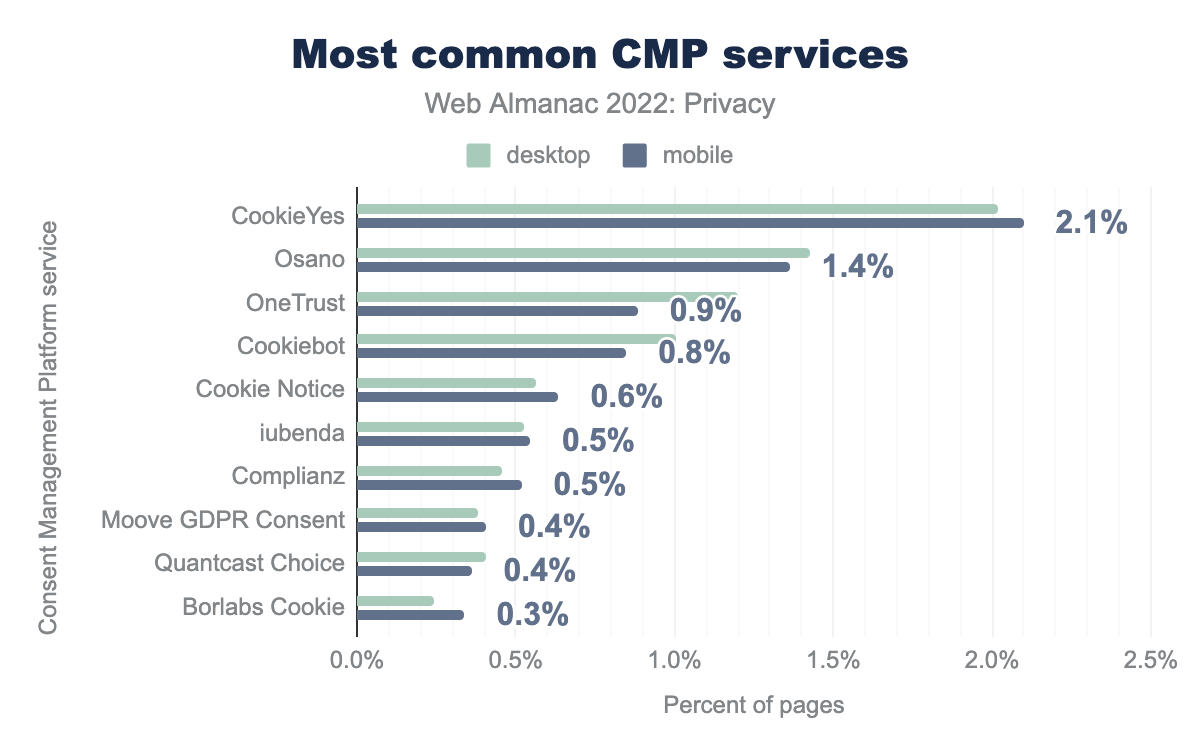 Most common CMP services
Web Almanac 2022: Privacy
desktop mobile
Consent Management Platform service
CookieYes 2.1%
Osano 1.4%
OneTrust 0.9%
Cookiebot 0.8%
Cookie Notice 0.6%
iubenda 0.5%
Complianz 0.5%
Moove GDPR Consent 0.4%
Quantcast Choice 0.4%
Borlabs Cookie 0.3%
0.0% 0.5% 1.0% 1.5% 2.0% 2.5%
Percent of pages